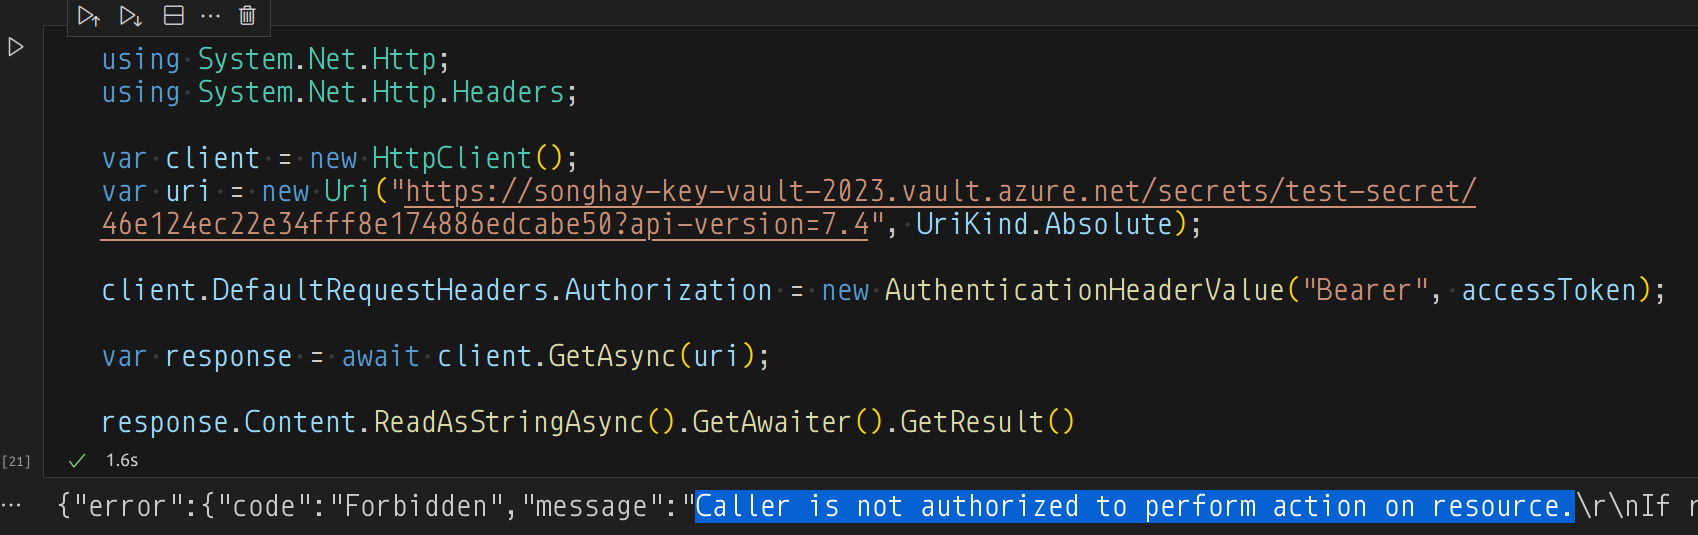 using System.Net.Http;
using System.Net.Http.Headers;
var client = new HttpClient();
var uri = new Uri("https://songhay-key-vault-2023.vault.azure.net/secrets/test-secret/
46e124ec22e34fff8e174886edcabe50?api-version=7.4", UriKind.Absolute);
client.DefaultRequestHeaders.Authorization = new AuthenticationHeaderValue("Bearer", accessToken);
var response = await client.GetAsync(uri);
response.Content.ReadAsStringAsync().GetAwaiter().GetResult()
[21] 1.6s
{"error":{"code":"Forbidden","message":"Caller is not authorized to perform action on resource.\r\nIf r